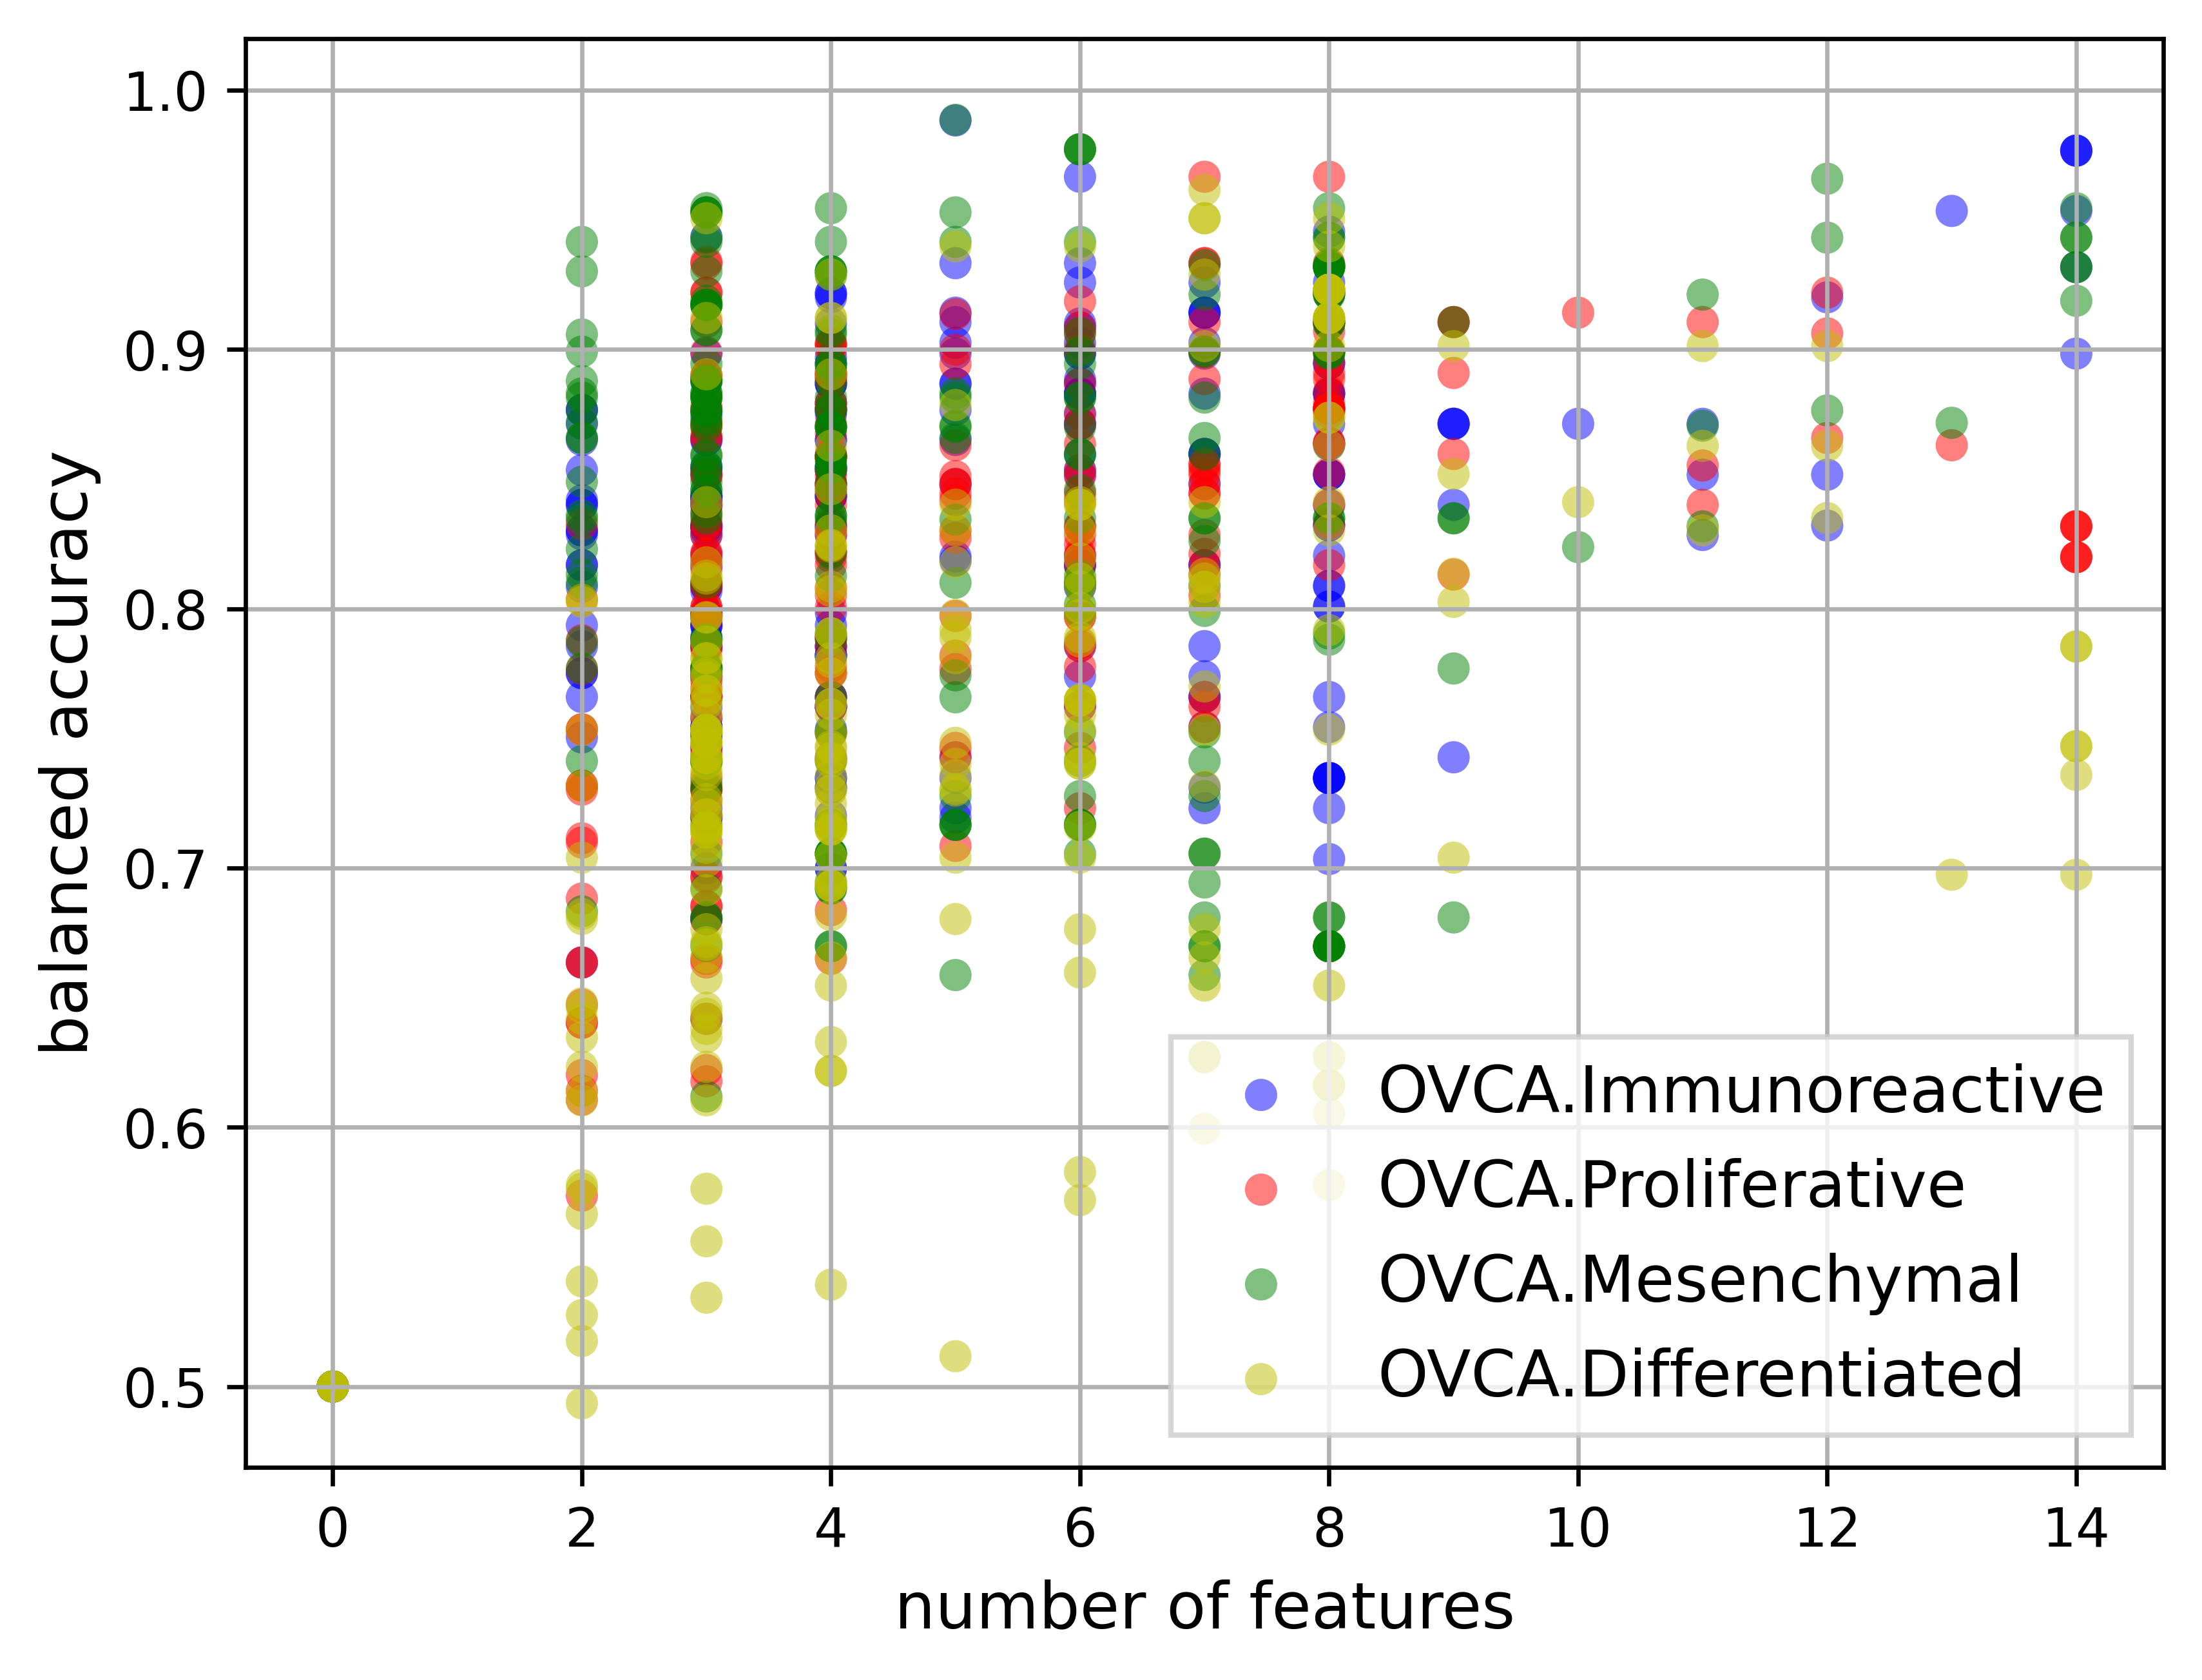 1.0
0.9
0.8
0.7
0.6
0.5
balanced accuracy
OVCA.Immunoreactive
OVCA.Proliferative
OVCA.Mesenchymal
OVCA.Differentiated
0 2 4 6 8 10 12 14
number of features